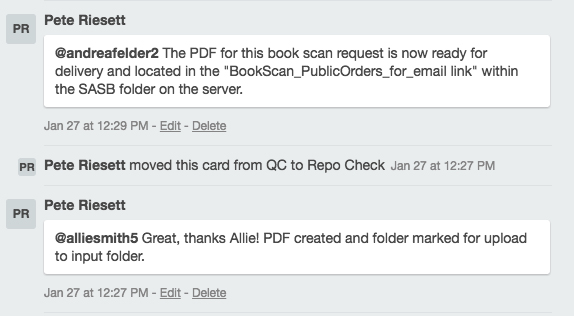 PR
Pete Riesett
@andreafelder2 The PDF for this book scan request is now ready for
delivery and located in the "BookScan_PublicOrders_for_email link" within
the SASB folder on the server.
Jan 27 at 12:29 PM - Edit - Delete
PR Pete Riesett moved this card from QC to Repo Check Jan 27 at 12:27 PM
PR
Pete Riesett
@alliesmith5 Great, thanks Allie! PDF created and folder marked for upload
to input folder.
Jan 27 at 12:27 PM - Edit - Delete